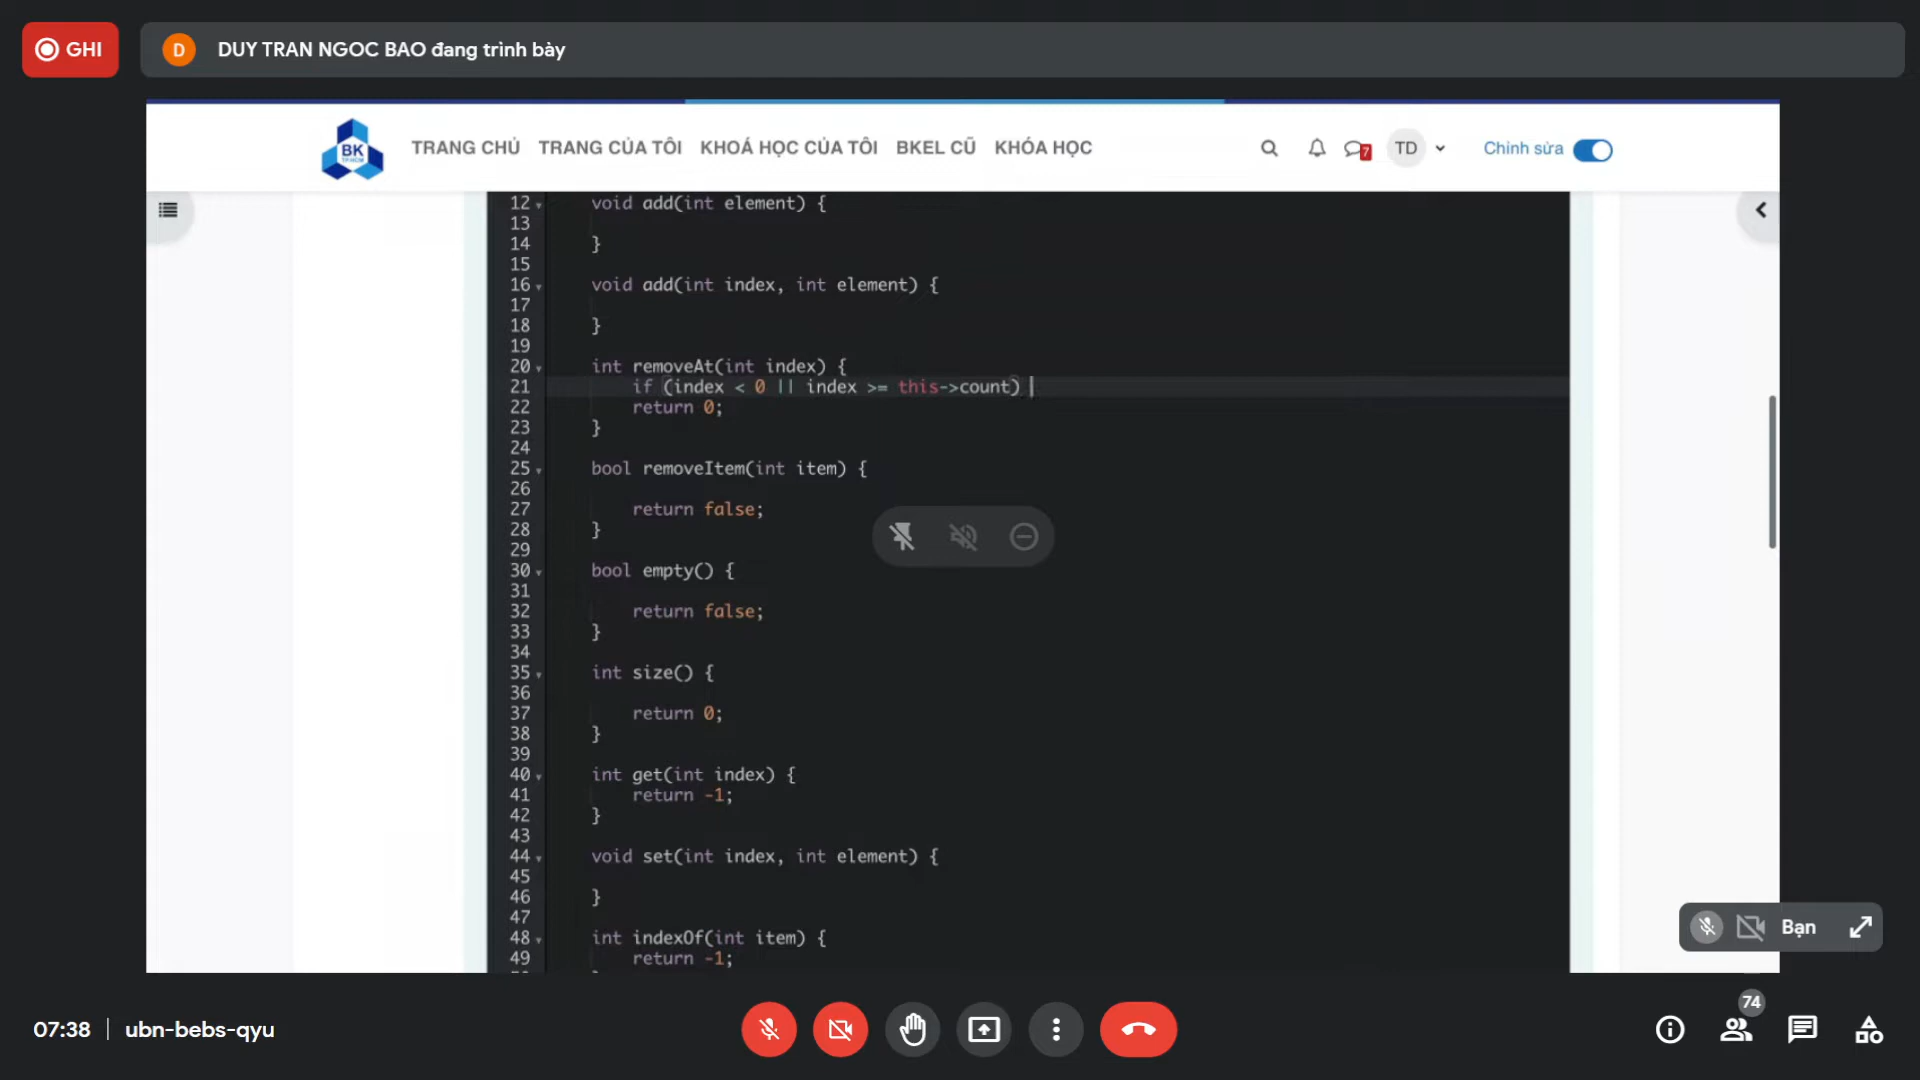 GHI
D
DUY TRAN NGOC BAO đang trình bày
BK
TP.HCM
TRANG CHỦ TRANG CỦA TÔI KHOÁ HỌC CỦA TÔI BKEL CŨ KHÓA HỌC
7
TD
Chỉnh sửa
12 void add(int element) {
13
14 }
15
16 void add(int index, int element) {
17
18 }
19
20 int removeAt(int index) {
21 if (index < 0 || index >= this->count)
22 return 0;
23 }
24
25 bool removeItem(int item) {
26
27 return false;
28 }
29
30 bool empty() {
31
32 return false;
33 }
34
35 int size() {
36
37 return 0;
38 }
39
40 int get(int index) {
41 return -1;
42 }
43
44 void set(int index, int element) {
45
46 }
47
48 int indexOf(int item) {
49 return -1;
Bạn
07:38 | ubn-bebs-qyu
74